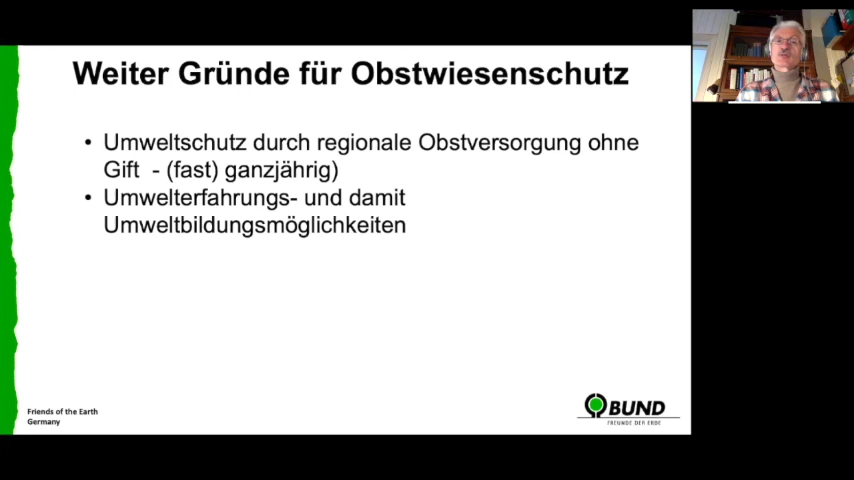 Weiter Gründe für Obstwiesenschutz
• Umweltschutz durch regionale Obstversorgung ohne
Gift - (fast) ganzjährig)
• Umwelterfahrungs- und damit
Umweltbildungsmöglichkeiten
Friends of the Earth
Germany
BUND
FREUNDE DER ERDE